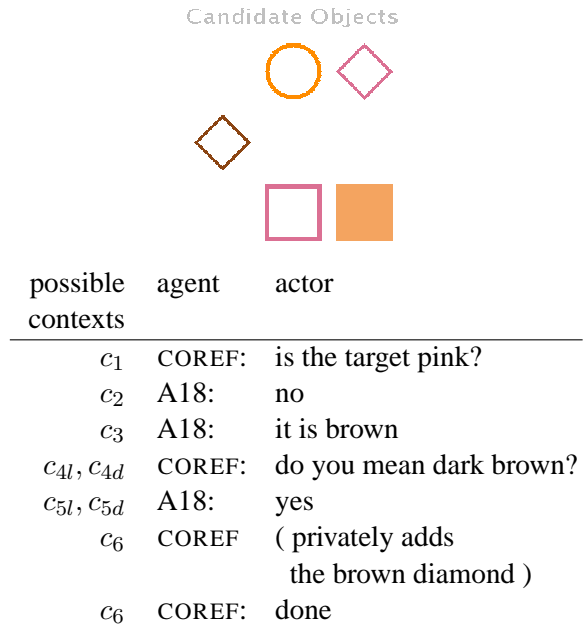 Candidate Objects
possible agent actor
contexts
c1 COREF: is the target pink?
c2 A18: no
c3 A18: it is brown
c4l, c4d COREF: do you mean dark brown?
c5l, c5d A18: yes
c6 COREF ( privately adds
the brown diamond )
c6 COREF: done